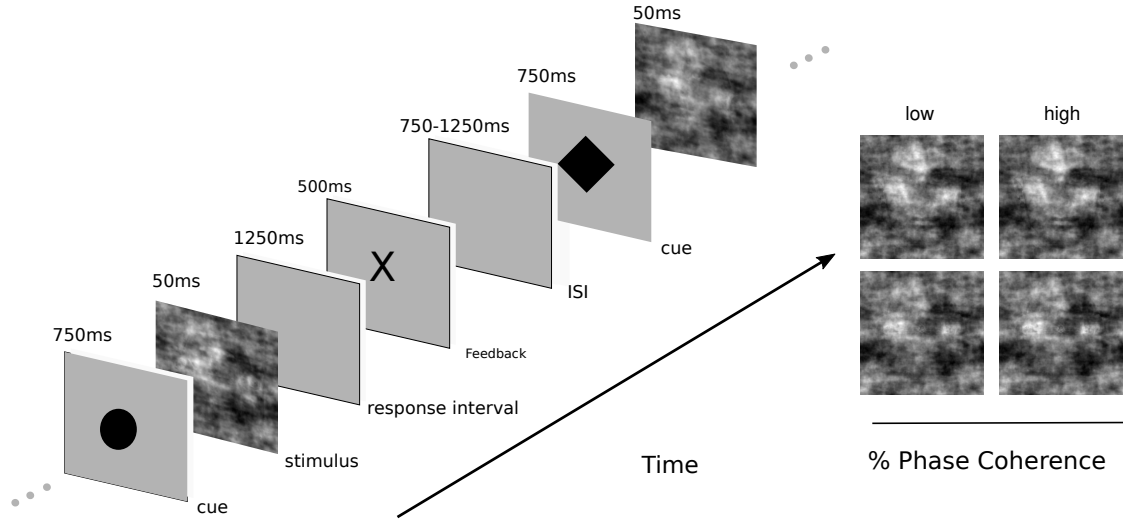 50ms
750ms
750-1250ms
500ms
1250ms
50ms
750ms
X
cue
ISI
Feedback
response interval
stimulus
cue
Time
low high
% Phase Coherence